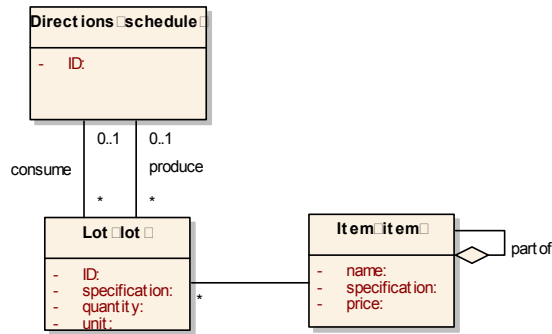 Directions□schedule□
- ID:
0..1 0..1
consume
produce
* *
Lot□lot□
- ID:
- specification:
- quantity:
- unit:
*
Item□item□
- name:
- specification:
- price:
part of